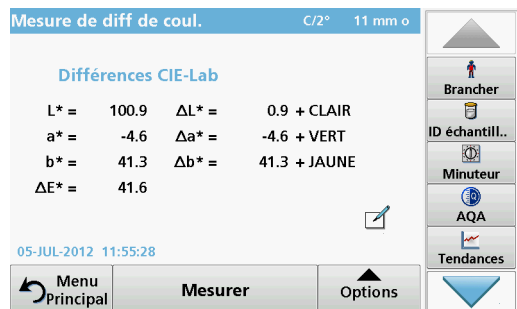 Mesure de diff de coul. C/2° 11 mm o
Différences CIE-Lab
L* = 100.9 ΔL* = 0.9 + CLAIR
a* = -4.6 Δa* = -4.6 + VERT
b* = 41.3 Δb* = 41.3 + JAUNE
ΔE* = 41.6
05-JUL-2012 11:55:28
Menu Principal
Mesurer
Options
Brancher
ID échantill..
Minuteur
AQA
Tendances